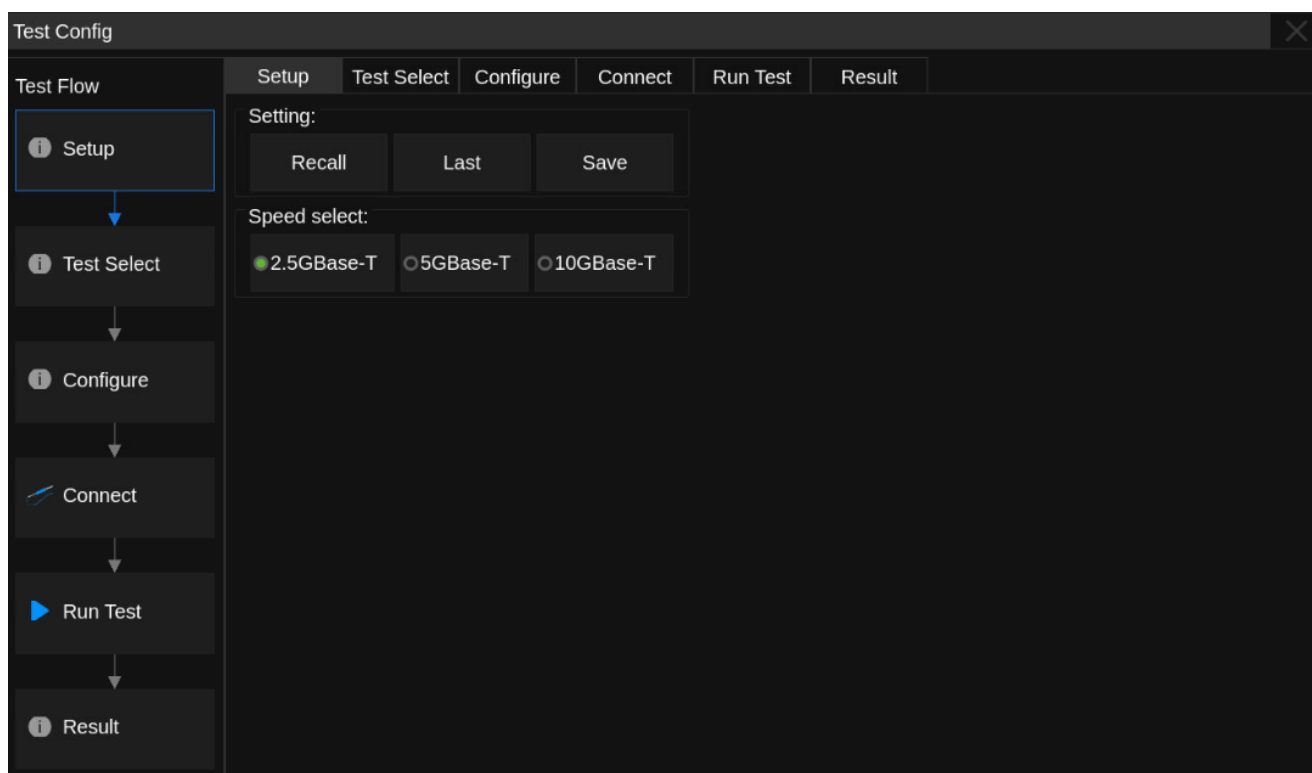 Test Config
Test Flow
Setup
Test Select
Configure
Connect
Run Test
Result
Setup Test Select Configure Connect Run Test Result
Setting:
Recall Last Save
Speed select:
2.5GBase-T 5GBase-T 10GBase-T